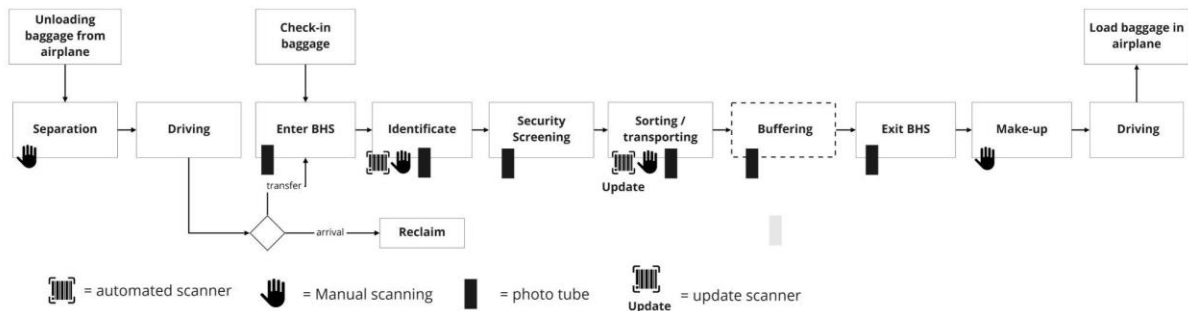 Unloading
baggage from
airplane
Check-in
baggage
Load baggage in
airplane
Separation
Driving
Enter BHS
Identificate
Security
Screening
Sorting /
transporting
Buffering
Exit BHS
Make-up
Driving
Update
transfer
arrival
Reclaim
= automated scanner
= Manual scanning
= photo tube
Update
= update scanner